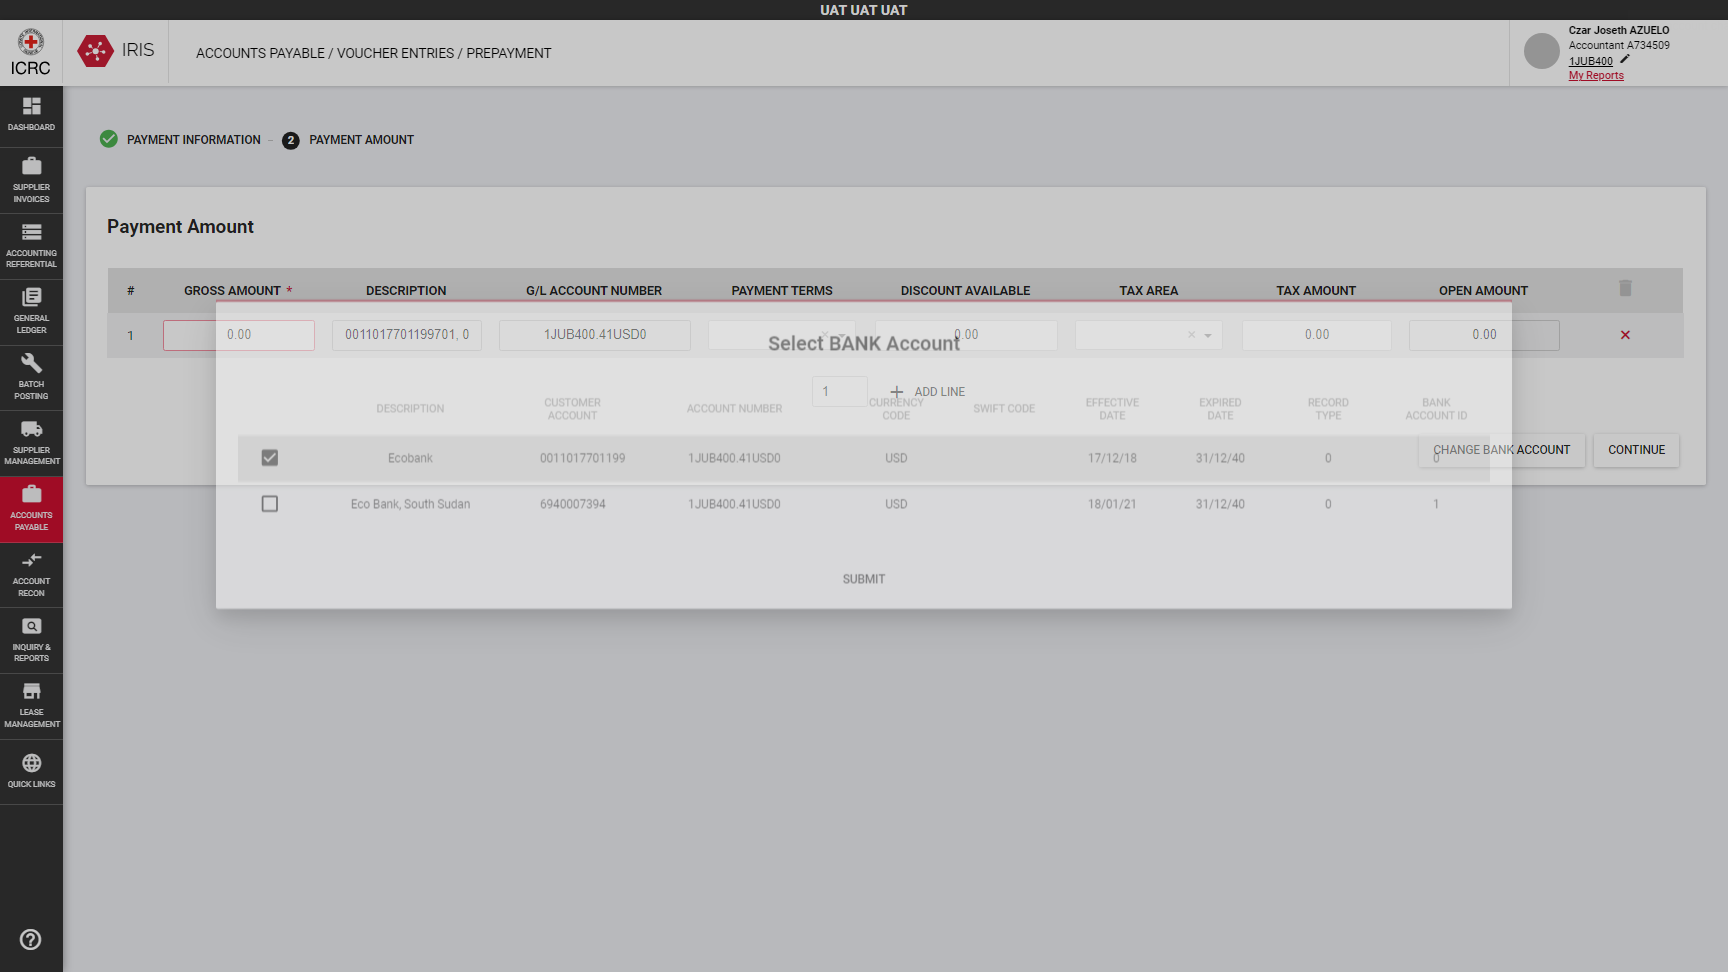 UAT UAT UAT
ICRC
IRIS
ACCOUNTS PAYABLE / VOUCHER ENTRIES / PREPAYMENT
Czar Joseth AZUELO
Accountant A734509
1JUB400
My Reports
DASHBOARD
SUPPLIER
INVOICES
ACCOUNTING
REFERENTIAL
GENERAL
LEDGER
BATCH
POSTING
SUPPLIER
MANAGEMENT
ACCOUNTS
PAYABLE
ACCOUNT
RECON
INQUIRY &
REPORTS
LEASE
MANAGEMENT
QUICK LINKS
PAYMENT INFORMATION – 2 PAYMENT AMOUNT
Payment Amount
# GROSS AMOUNT * DESCRIPTION G/L ACCOUNT NUMBER PAYMENT TERMS DISCOUNT AVAILABLE TAX AREA TAX AMOUNT OPEN AMOUNT
1 0.00 0011017701199701, 0 1JUB400.41USD0 0.00 0.00 0.00
Select BANK Account
1 ADD LINE
DESCRIPTION CUSTOMER ACCOUNT ACCOUNT NUMBER CURRENCY CODE SWIFT CODE EFFECTIVE DATE EXPIRED DATE RECORD TYPE BANK ACCOUNT ID
CHANGE BANK ACCOUNT CONTINUE
Ecobank 0011017701199 1JUB400.41USD0 USD 17/12/18 31/12/40 0 0
Eco Bank, South Sudan 6940007394 1JUB400.41USD0 USD 18/01/21 31/12/40 0 1
SUBMIT